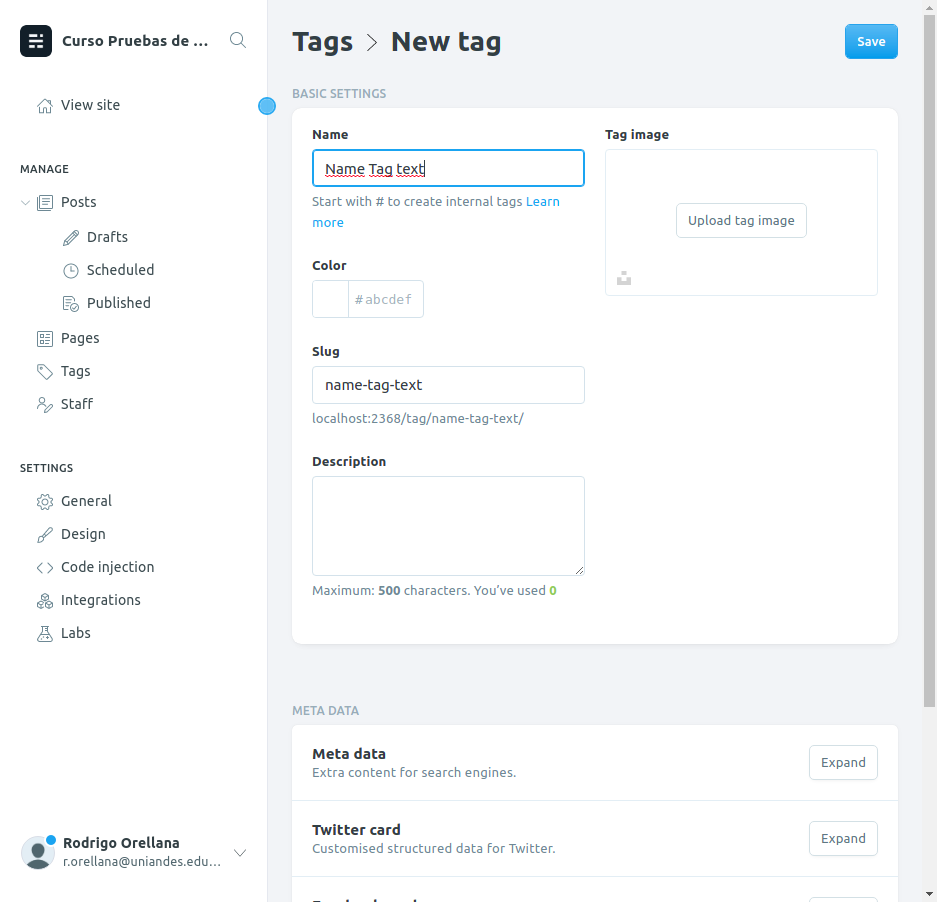 Curso Pruebas de ...
View site
MANAGE
Posts
Drafts
Scheduled
Published
Pages
Tags
Staff
SETTINGS
General
Design
Code injection
Integrations
Labs
Rodrigo Orellana
r.orellana@uniandes.edu...
Tags > New tag
Save
BASIC SETTINGS
Name
Name Tag text
Start with # to create internal tags Learn
more
Color
#abcdef
Slug
name-tag-text
localhost:2368/tag/name-tag-text/
Description
Maximum: 500 characters. You've used 0
Tag image
Upload tag image
META DATA
Meta data
Extra content for search engines.
Expand
Twitter card
Customised structured data for Twitter.
Expand